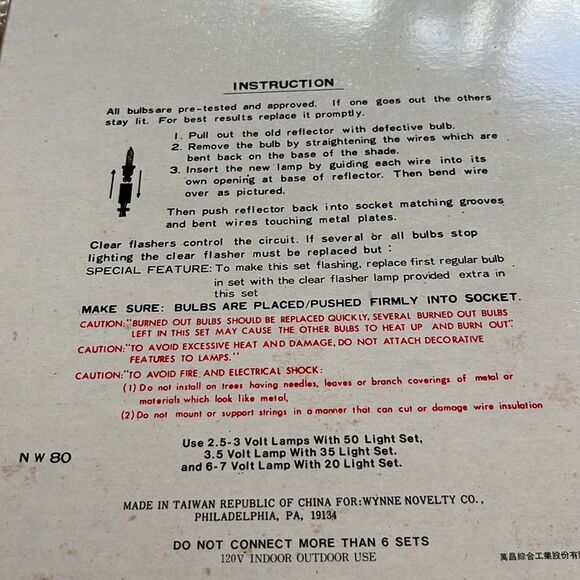 INSTRUCTION
All bulbs are pre-tested and approved. If one goes out the others
stay lit. For best results replace it promptly.
1. Pull out the old reflector with defective bulb.
2. Remove the bulb by straightening the wires which are
bent back on the base of the shade.
3. Insert the new lamp by guiding each wire into its
own opening at base of reflector. Then bend wire
over as pictured.
Then push reflector back into socket matching grooves
and bent wires touching metal plates.
Clear flashers control the circuit. If several or all bulbs stop
lighting the clear flasher must be replaced but :
SPECIAL FEATURE: To make this set flashing, replace first regular bulb
in set with the clear flasher lamp provided extra in
this set
MAKE SURE: BULBS ARE PLACED/PUSHED FIRMLY INTO SOCKET.
CAUTION:"BURNED OUT BULBS SHOULD BE REPLACED QUICKLY, SEVERAL BURNED OUT BULBS
LEFT IN THIS SET MAY CAUSE THE OTHER BULBS TO HEAT UP AND BURN OUT"
CAUTION:"TO AVOID EXCESSIVE HEAT AND DAMAGE, DO NOT ATTACH DECORATIVE
FEATURES TO LAMPS."
CAUTION:"TO AVOID FIRE AND ELECTRICAL SHOCK:
(1) Do not install on trees having needles, leaves or branch coverings of metal or
materials which look like metal,
(2) Do not mount or support strings in a manner that can cut or damage wire insulation
Use 2.5-3 Volt Lamps With 50 Light Set,
3.5 Volt Lamp With 35 Light Set.
and 6-7 Volt Lamp With 20 Light Set.
NW80
MADE IN TAIWAN REPUBLIC OF CHINA FOR: WYNNE NOVELTY CO.,
PHILADELPHIA, PA, 19134
DO NOT CONNECT MORE THAN 6 SETS
120V INDOOR OUTDOOR USE
萬昌綜合工業股份有